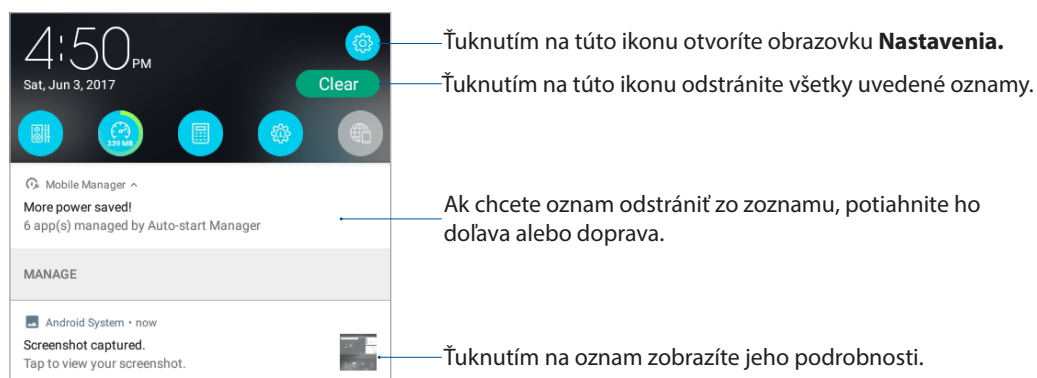 4:50 PM
Sat, Jun 3, 2017
Clear
339 MB
Mobile Manager
More power saved!
6 app(s) managed by Auto-start Manager
MANAGE
Android System • now
Screenshot captured.
Tap to view your screenshot.
Ťuknutím na túto ikonu otvoríte obrazovku Nastavenia.
Ťuknutím na túto ikonu odstránite všetky uvedené oznamy.
Ak chcete oznam odstrániť zo zoznamu, potiahnite ho
doľava alebo doprava.
Ťuknutím na oznam zobrazíte jeho podrobnosti.